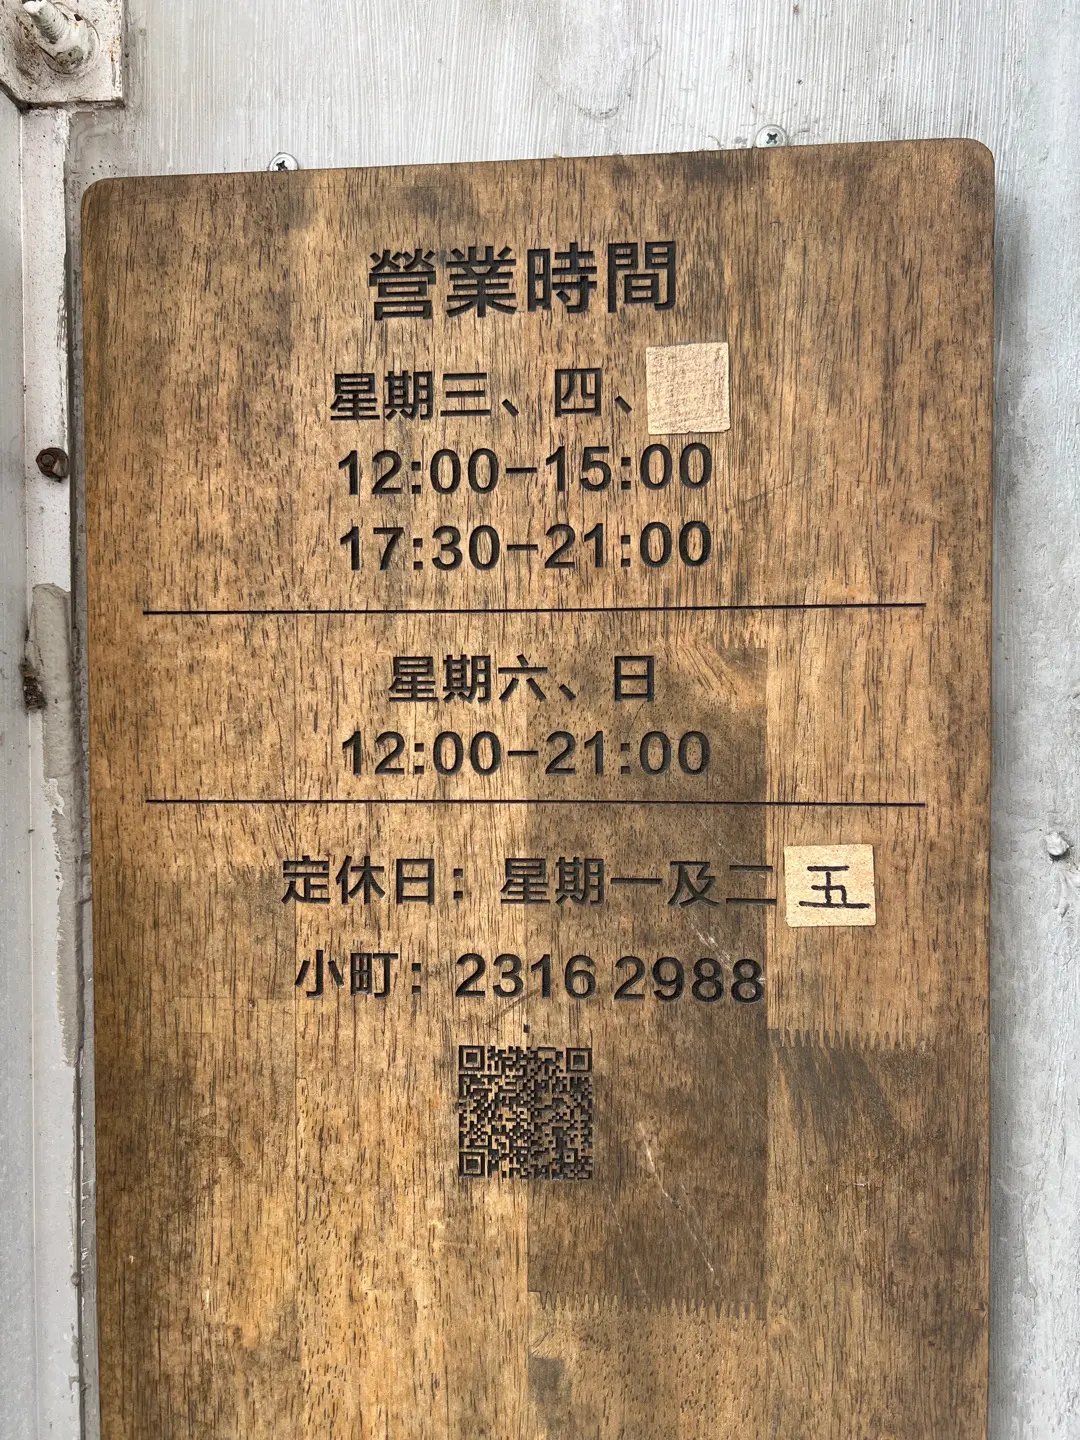 營業時間
星期三、四、
12:00-15:00
17:30-21:00
星期六、日
12:00-21:00
定休日：星期一及二 五
小町：2316 2988